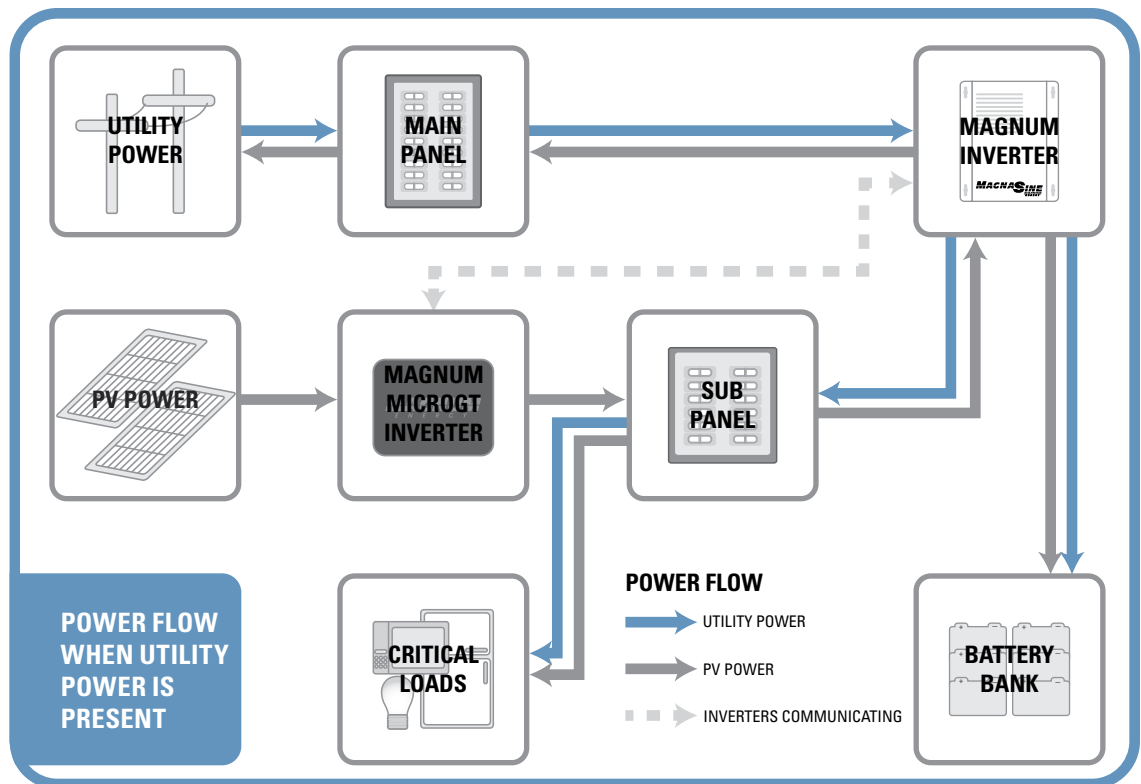 UTILITY
POWER
MAIN
PANEL
MAGNUM
INVERTER
MAGNASINE
PV POWER
MAGNUM
MICROGT
ENERGY
INVERTER
SUB
PANEL
POWER FLOW
WHEN UTILITY
POWER IS
PRESENT
CRITICAL
LOADS
POWER FLOW
UTILITY POWER
PV POWER
INVERTERS COMMUNICATING
BATTERY
BANK